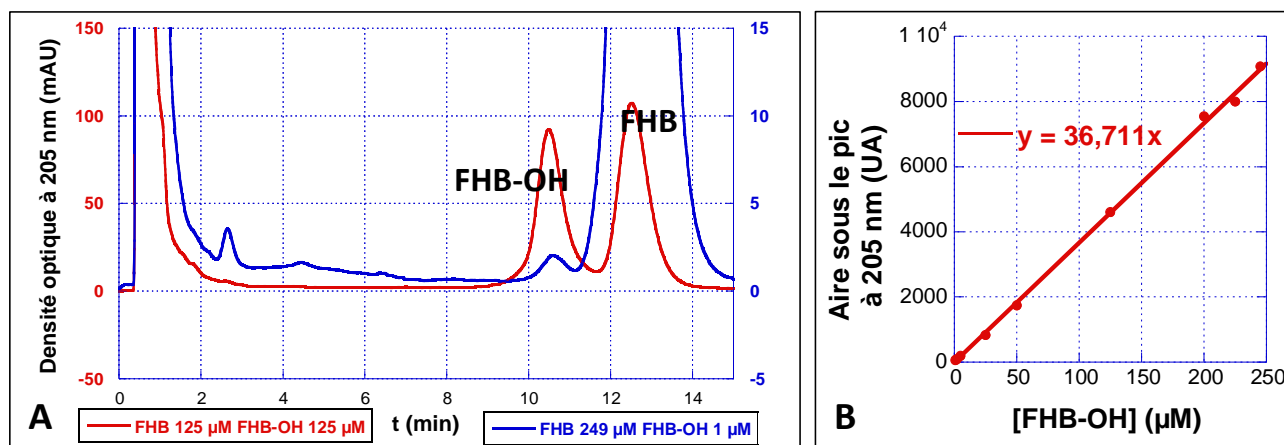 Densité optique à 205 nm (mAU)
150
100
50
0
-50
15
10
5
0
-5
FHB-OH
FHB
0 2 4 6 8 10 12 14
t (min)
A
FHB 125 µM FHB-OH 125 µM
FHB 249 µM FHB-OH 1 µM
Aire sous le pic
à 205 nm (UA)
1 10⁴
8000
6000
4000
2000
0
y = 36,711x
0 50 100 150 200 250
B
[FHB-OH] (µM)